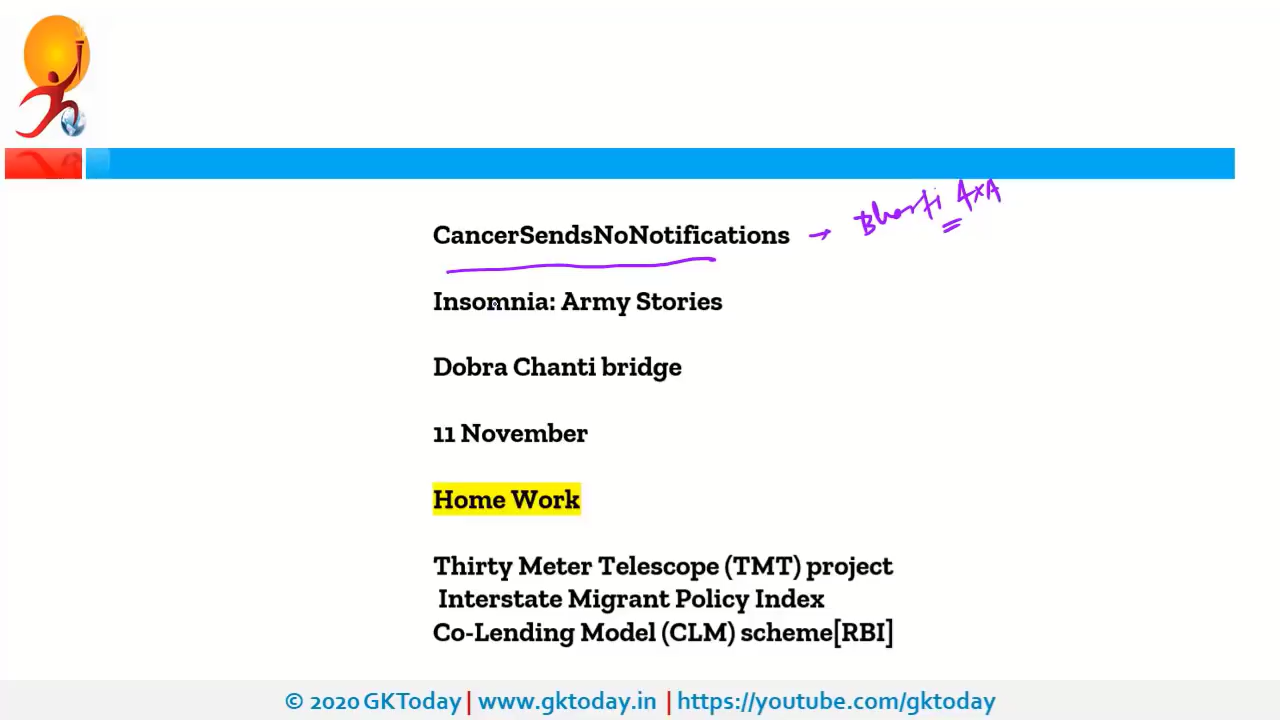 CancerSendsNoNotifications → Bharti AXA
Insomnia: Army Stories
Dobra Chanti bridge
11 November
Home Work
Thirty Meter Telescope (TMT) project
Interstate Migrant Policy Index
Co-Lending Model (CLM) scheme[RBI]
© 2020 GKToday | www.gktoday.in | https://youtube.com/gktoday